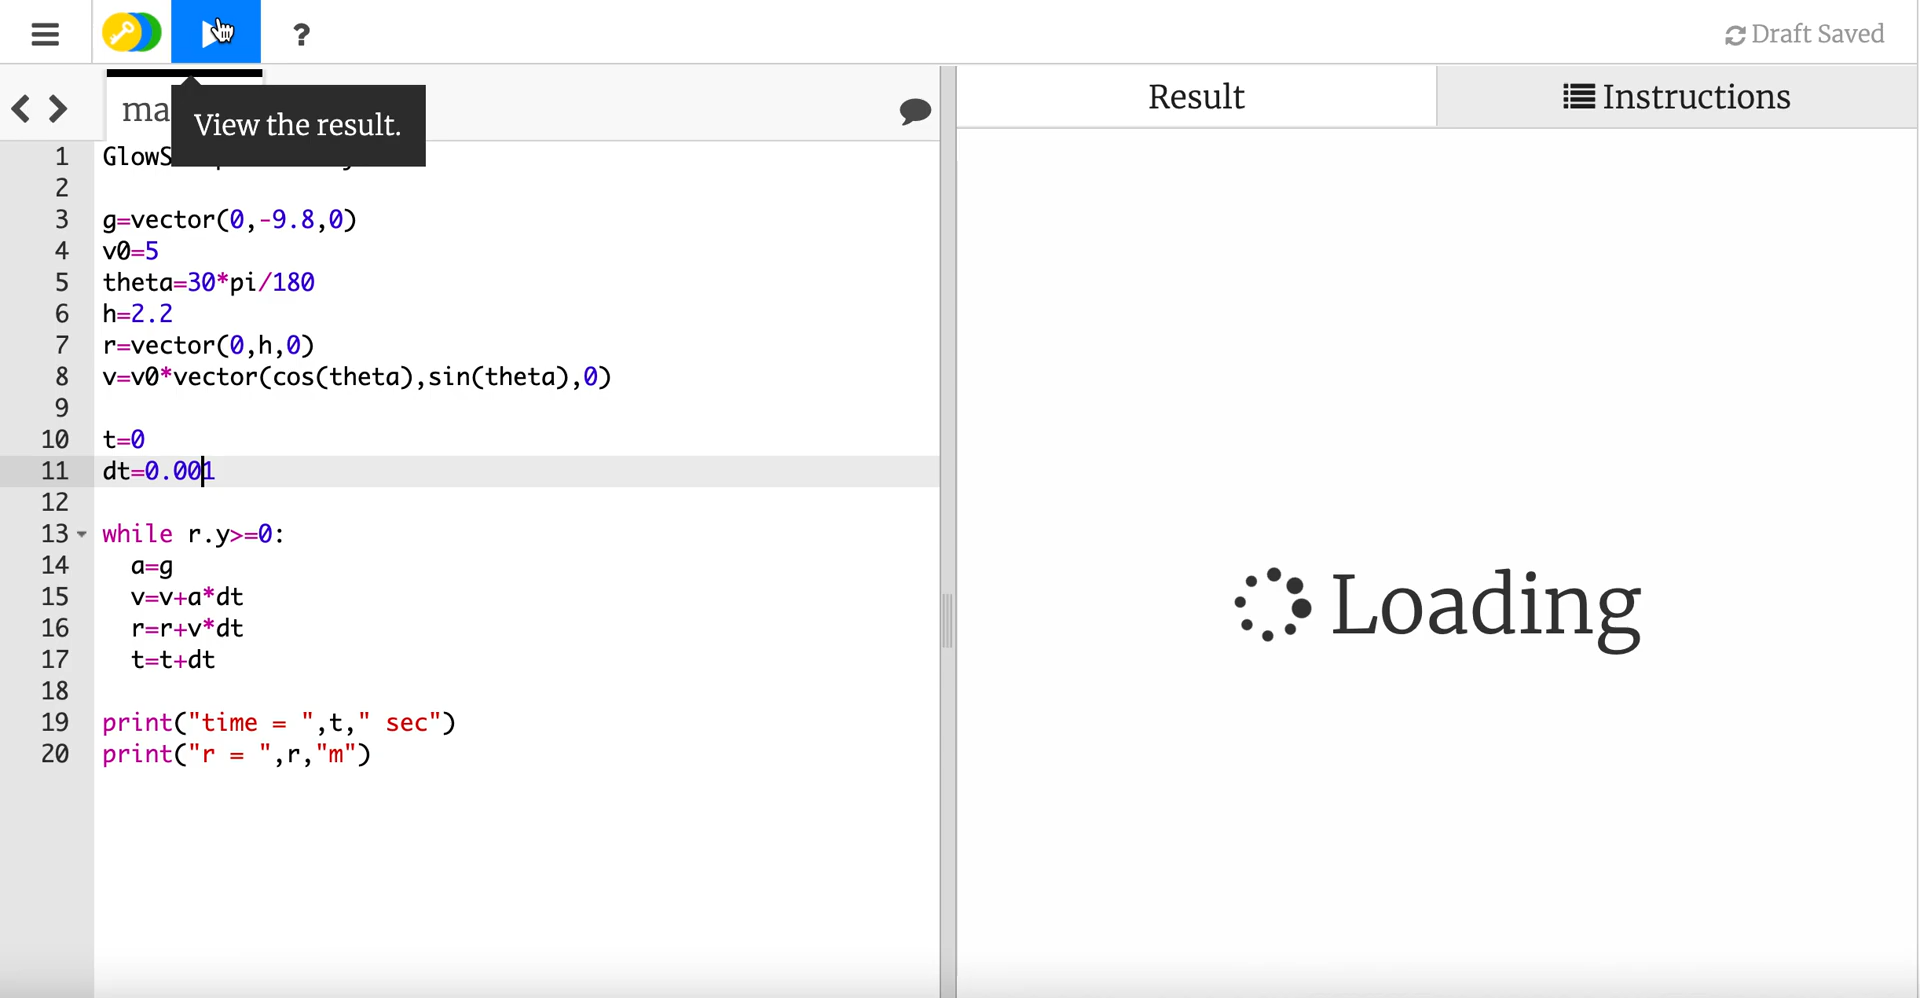 ?
Draft Saved
ma
View the result.
Result
Instructions
1 GlowS
2
3 g=vector(0,-9.8,0)
4 v0=5
5 theta=30*pi/180
6 h=2.2
7 r=vector(0,h,0)
8 v=v0*vector(cos(theta),sin(theta),0)
9
10 t=0
11 dt=0.001
12
13 while r.y>=0:
14 a=g
15 v=v+a*dt
16 r=r+v*dt
17 t=t+dt
18
19 print("time = ",t," sec")
20 print("r = ",r,"m")
Loading